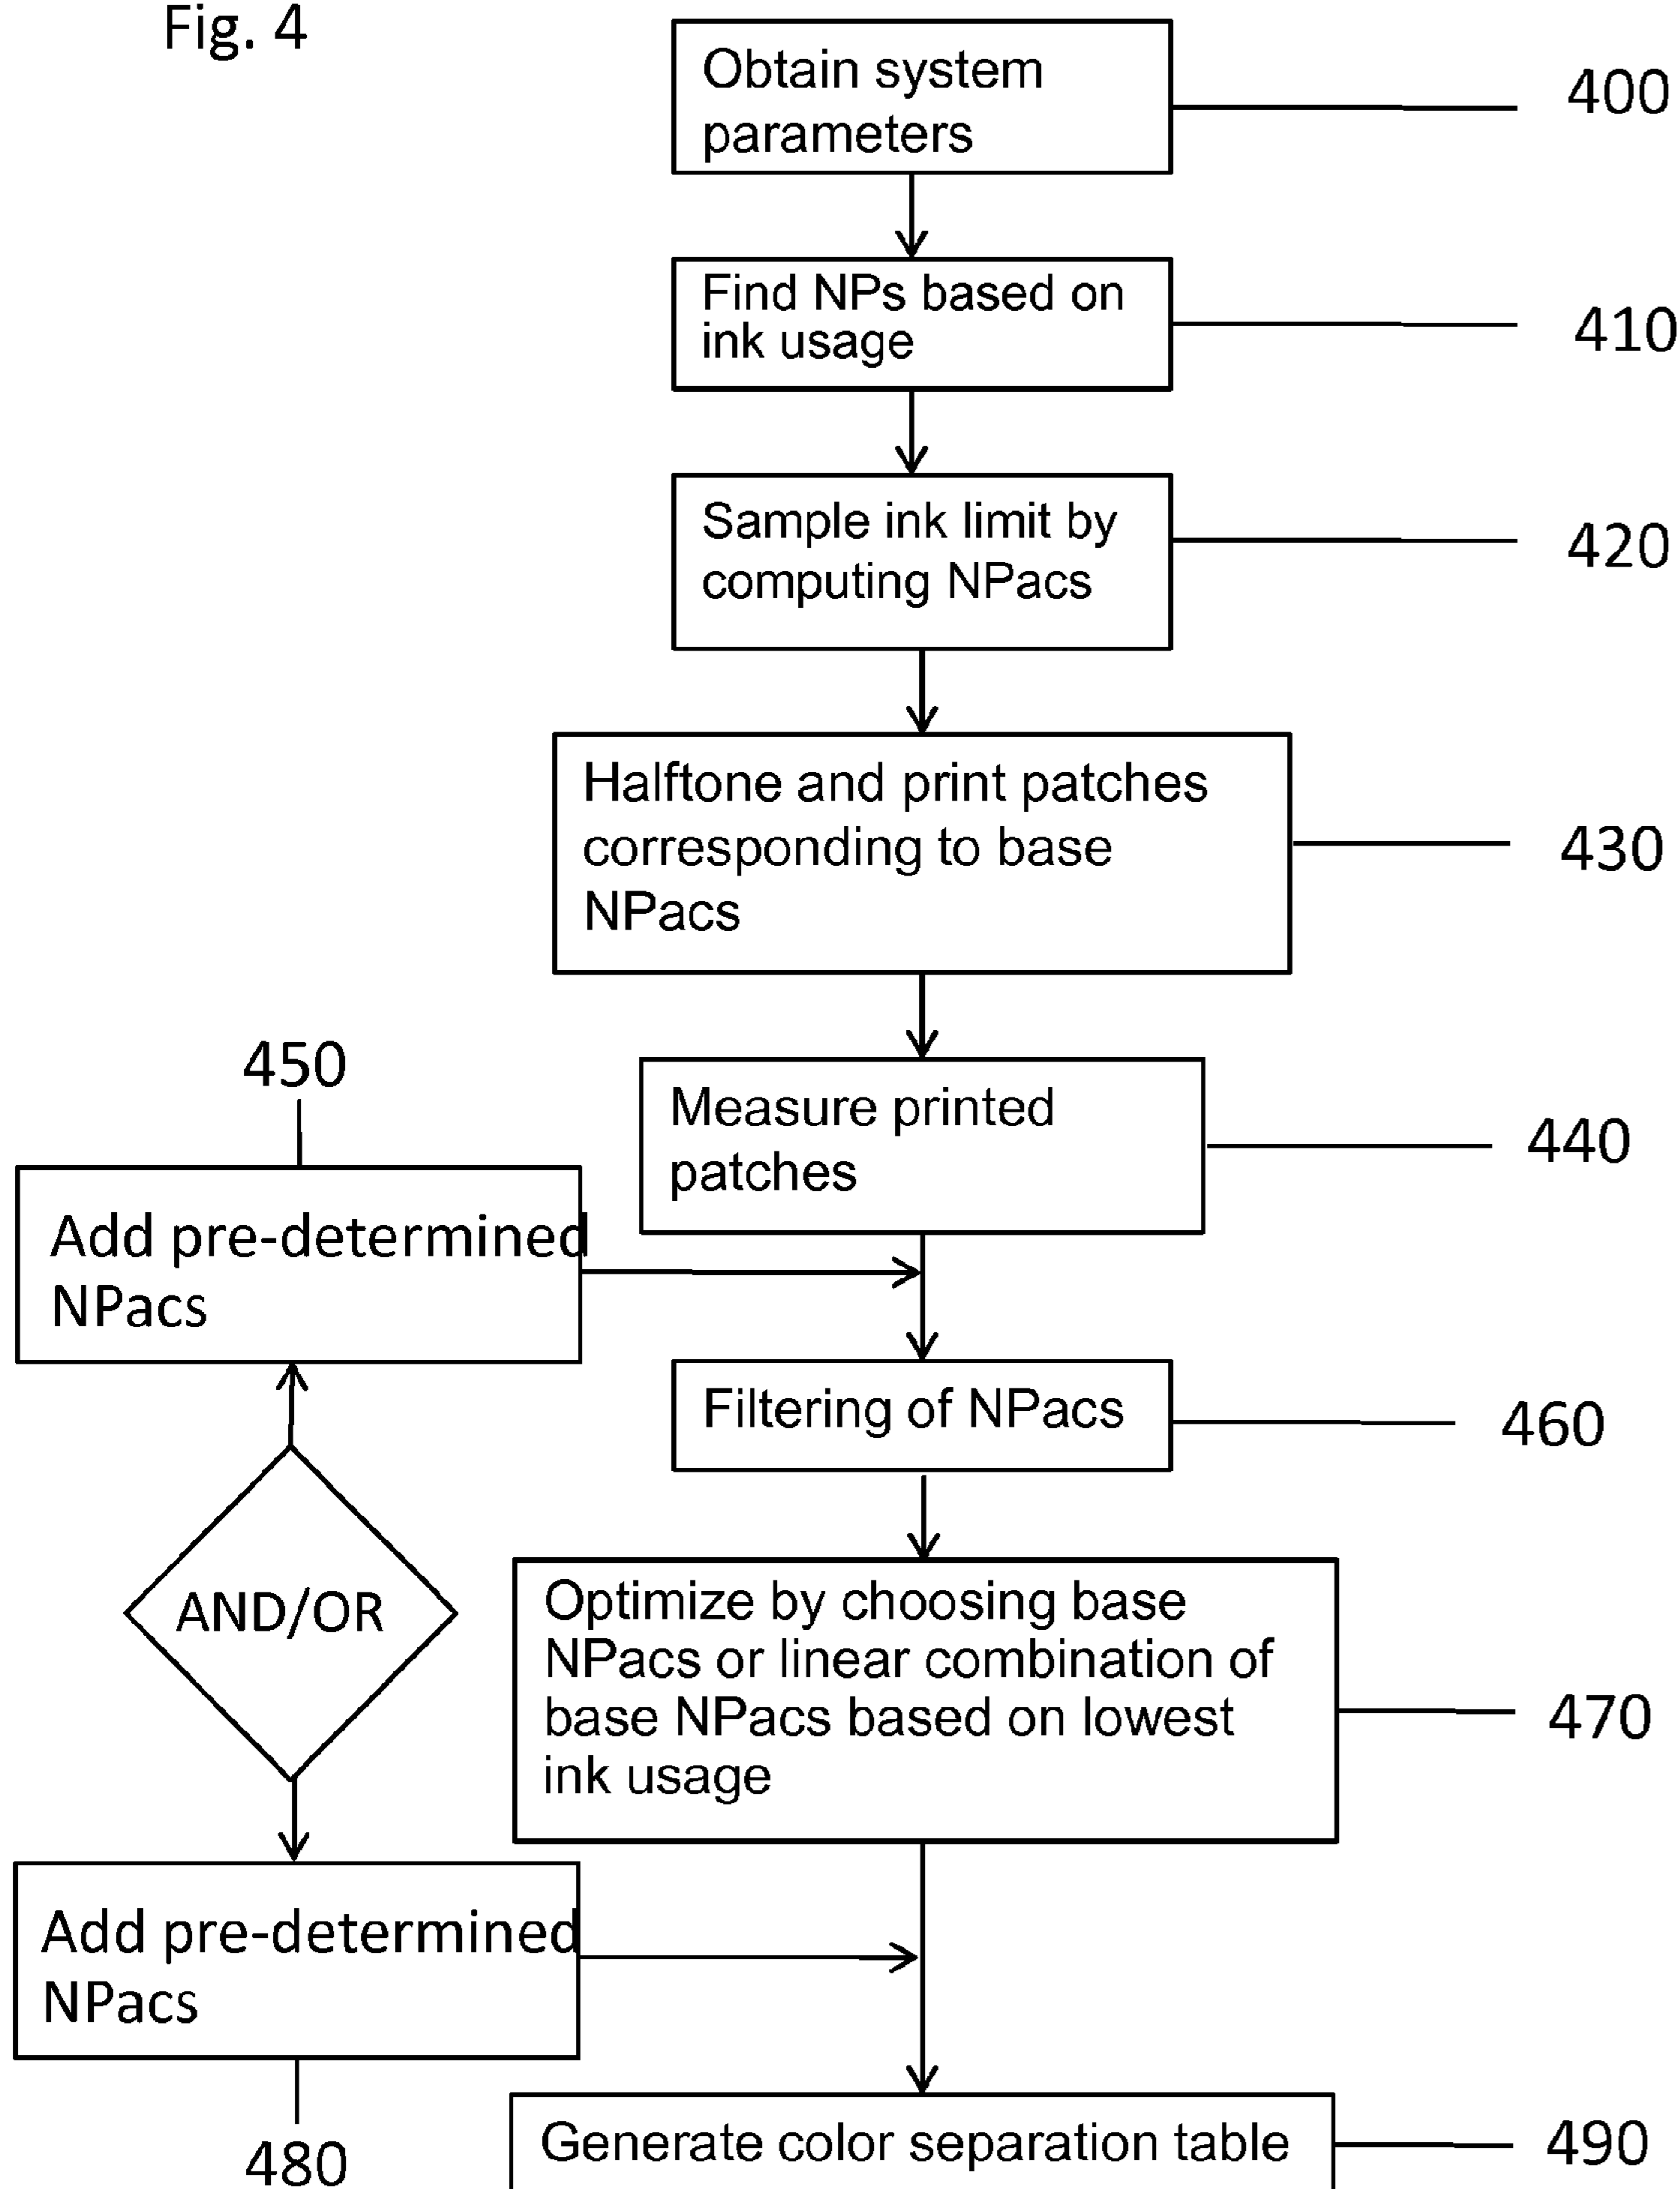 Fig. 4
Obtain system
parameters
400
Find NPs based on
ink usage
410
Sample ink limit by
computing NPacs
420
Halftone and print patches
corresponding to base
NPacs
430
Measure printed
patches
440
450
Add pre-determined
NPacs
Filtering of NPacs
460
AND/OR
Optimize by choosing base
NPacs or linear combination of
base NPacs based on lowest
ink usage
470
Add pre-determined
NPacs
480
Generate color separation table
490